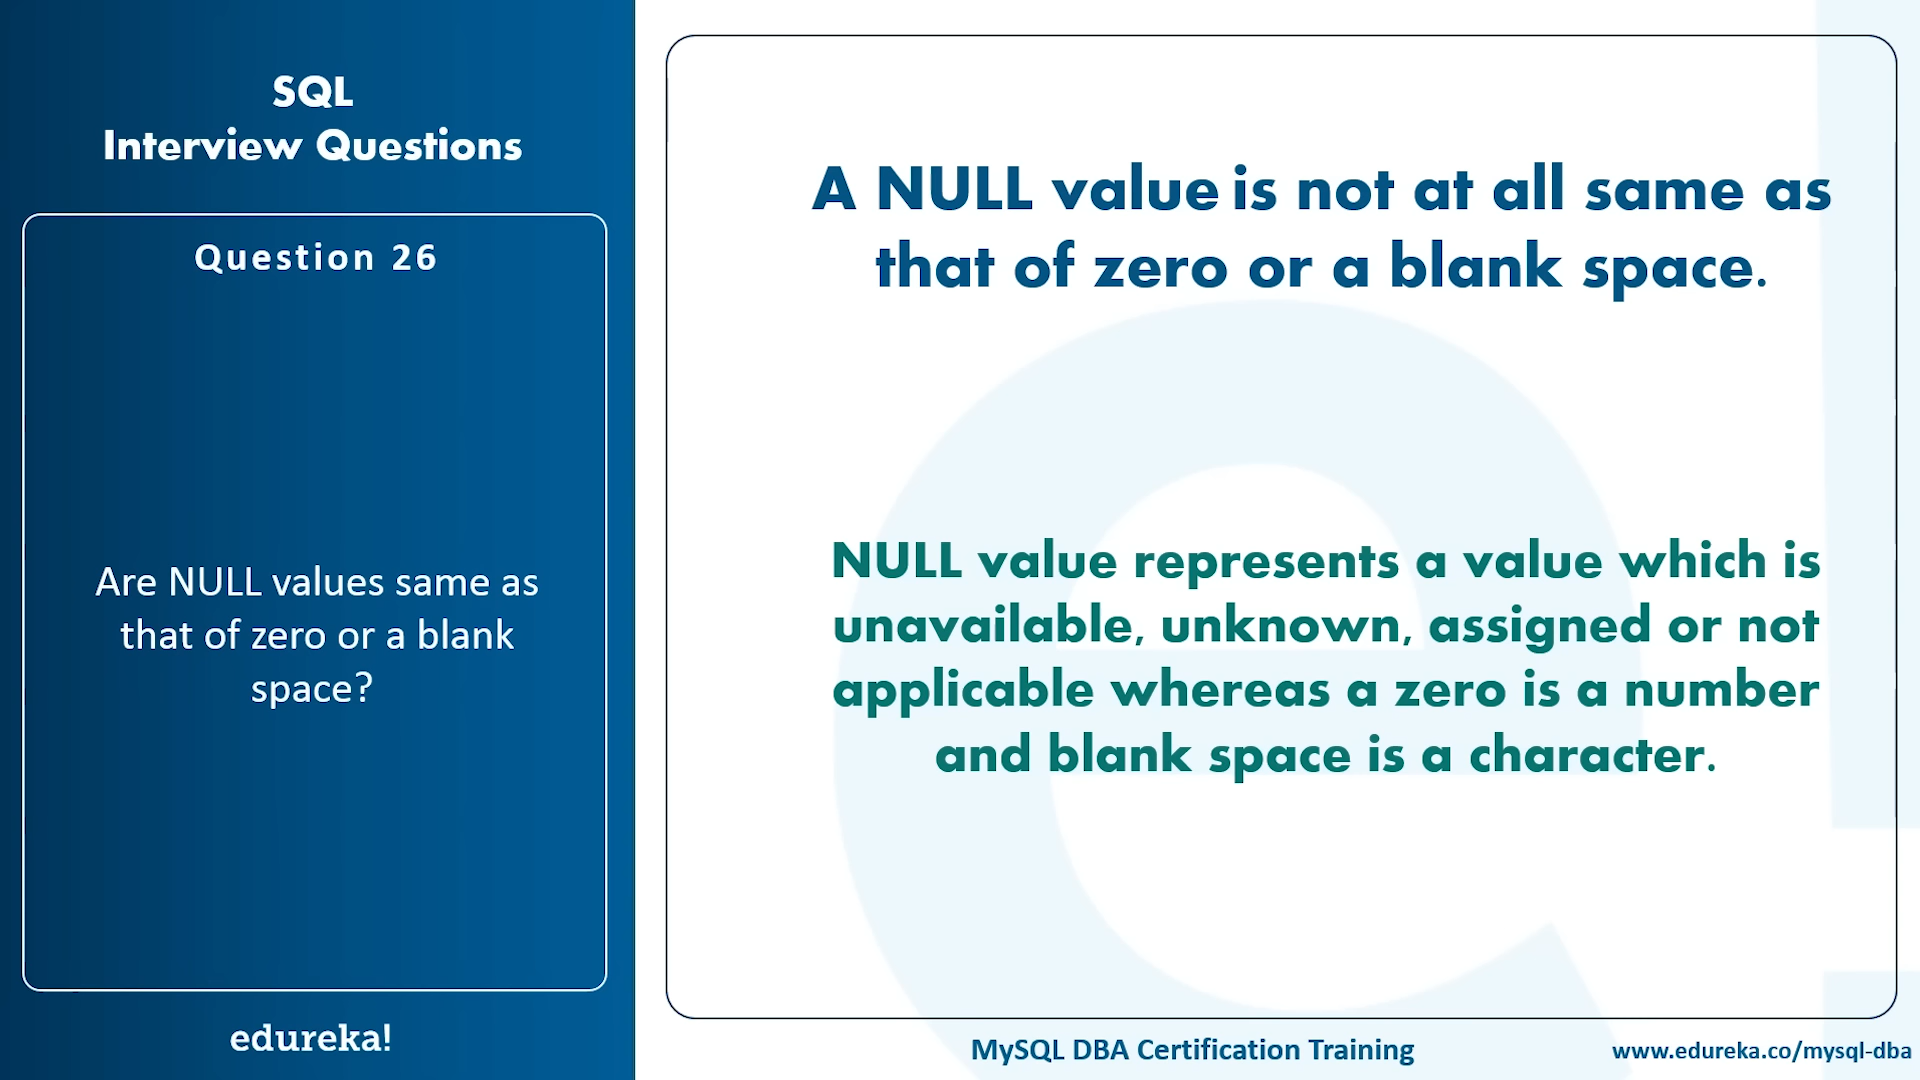 SQL
Interview Questions
Question 26
Are NULL values same as
that of zero or a blank
space?
edureka!
A NULL value is not at all same as
that of zero or a blank space.
NULL value represents a value which is
unavailable, unknown, assigned or not
applicable whereas a zero is a number
and blank space is a character.
MySQL DBA Certification Training
www.edureka.co/mysql-dba